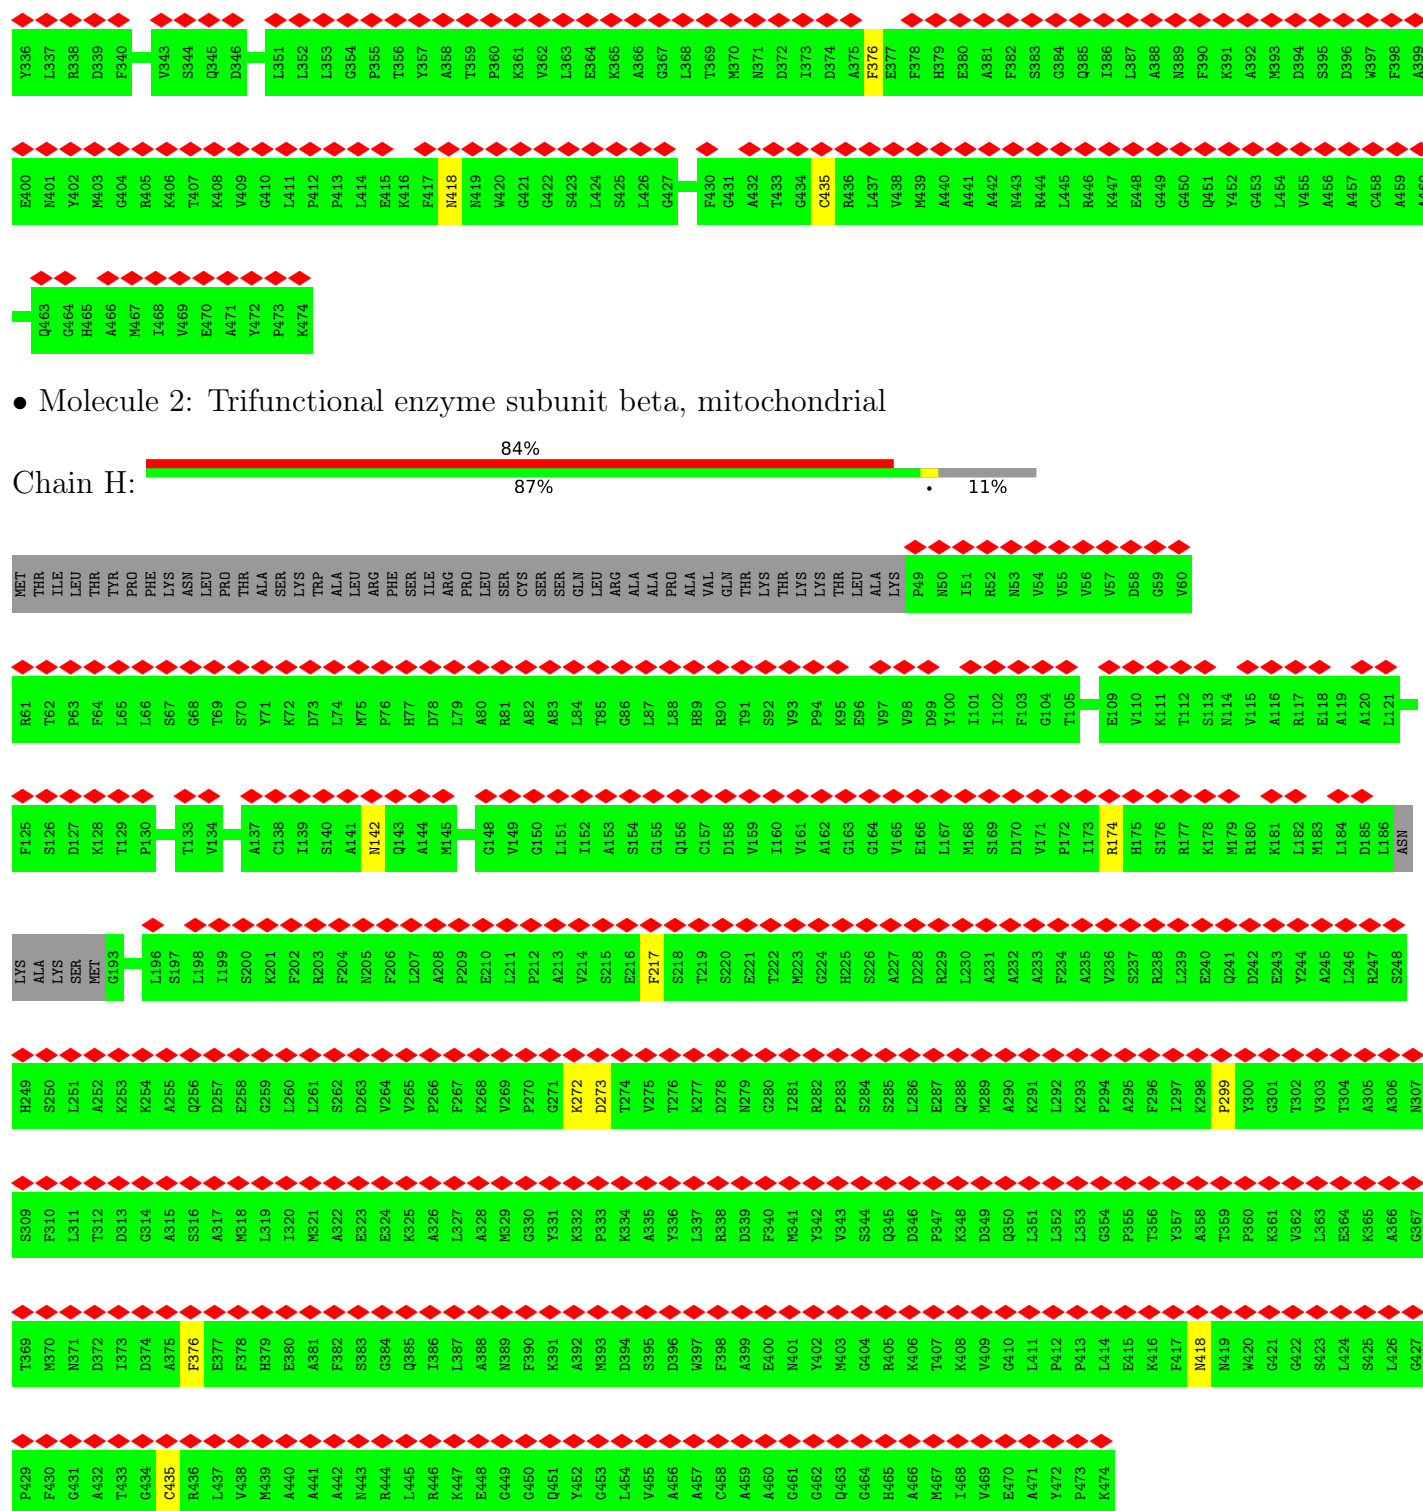 Y336 L337 R338 D339 F340 V343 S344 Q345 D346 L351 L352 L353 G354 P355 T356 Y357 A358 T359 P360 K361 V362 L363 E364 K365 A366 G367 L368 T369 M370 N371 D372 I373 D374 A375 F376 E377 F378 H379 E380 A381 F382 S383 G384 Q385 I386 L387 A388 N389 F390 K391 A392 M393 D394 S395 D396 W397 F398 A399
E400 N401 Y402 M403 G404 R405 K406 T407 K408 V409 G410 L411 P412 P413 L414 E415 K416 F417 N418 N419 W420 G421 G422 S423 L424 S425 L426 G427 F430 G431 A432 T433 G434 C435 R436 L437 V438 M439 A440 A441 A442 N443 R444 L445 R446 K447 E448 G449 G450 Q451 Y452 G453 L454 V455 A456 A457 C458 A459 A460
Q463 G464 H465 A466 M467 I468 V469 E470 A471 Y472 P473 K474
• Molecule 2: Trifunctional enzyme subunit beta, mitochondrial
84%
Chain H:
87% • 11%
MET THR ILE LEU THR TYR PRO PHE LYS ASN LEU PRO THR ALA SER LYS TRP ALA LEU ARG PHE SER ILE ARG PRO LEU SER CYS SER SER GLN LEU ARG ALA ALA PRO ALA VAL GLN THR LYS THR LYS LYS THR LEU ALA LYS P49 N50 I51 R52 N53 V54 V55 V56 V57 D58 G59 V60
R61 T62 P63 F64 L65 L66 S67 G68 T69 S70 Y71 K72 D73 L74 M75 P76 H77 D78 L79 A80 R81 A82 A83 L84 T85 G86 L87 L88 H89 R90 T91 S92 V93 P94 K95 E96 V97 V98 D99 Y100 I101 I102 F103 G104 T105 E109 V110 K111 T112 S113 N114 V115 A116 R117 E118 A119 A120 L121
F125 S126 D127 K128 T129 P130 T133 V134 A137 C138 I139 S140 A141 N142 Q143 A144 M145 G148 V149 G150 L151 I152 A153 S154 G155 Q156 C157 D158 V159 I160 V161 A162 G163 G164 V165 E166 L167 M168 S169 D170 V171 P172 I173 R174 H175 S176 R177 K178 M179 R180 K181 L182 M183 L184 D185 L186 ASN
LYS ALA LYS SER MET G193 L196 S197 L198 I199 S200 K201 F202 R203 F204 N205 F206 L207 A208 P209 E210 L211 P212 A213 V214 S215 E216 F217 S218 T219 S220 E221 T222 M223 G224 H225 S226 A227 D228 R229 L230 A231 A232 A233 F234 A235 V236 S237 R238 L239 E240 Q241 D242 E243 Y244 A245 L246 R247 S248
H249 S250 L251 A252 K253 K254 A255 Q256 D257 E258 G259 L260 L261 S262 D263 V264 V265 P266 F267 K268 V269 P270 G271 K272 D273 T274 V275 T276 K277 D278 N279 G280 I281 R282 P283 S284 S285 L286 E287 Q288 M289 A290 K291 L292 K293 P294 A295 F296 I297 K298 P299 Y300 G301 T302 V303 T304 A305 A306 N307
S309 F310 L311 T312 D313 G314 A315 S316 A317 M318 L319 I320 M321 A322 E323 E324 K325 A326 L327 A328 M329 G330 Y331 K332 P333 K334 A335 Y336 L337 R338 D339 F340 M341 Y342 V343 S344 Q345 D346 P347 K348 D349 Q350 L351 L352 L353 G354 P355 T356 Y357 A358 T359 P360 K361 V362 L363 E364 K365 A366 G367
T369 M370 N371 D372 I373 D374 A375 F376 E377 F378 H379 E380 A381 F382 S383 G384 Q385 I386 L387 A388 N389 F390 K391 A392 M393 D394 S395 D396 W397 F398 A399 E400 N401 Y402 M403 G404 R405 K406 T407 K408 V409 G410 L411 P412 P413 L414 E415 K416 F417 N418 N419 W420 G421 G422 S423 L424 S425 L426 G427
P429 F430 G431 A432 T433 G434 C435 R436 L437 V438 M439 A440 A441 A442 N443 R444 L445 R446 K447 E448 G449 G450 Q451 Y452 G453 L454 V455 A456 A457 C458 A459 A460 G461 G462 Q463 G464 H465 A466 M467 I468 V469 E470 A471 Y472 P473 K474